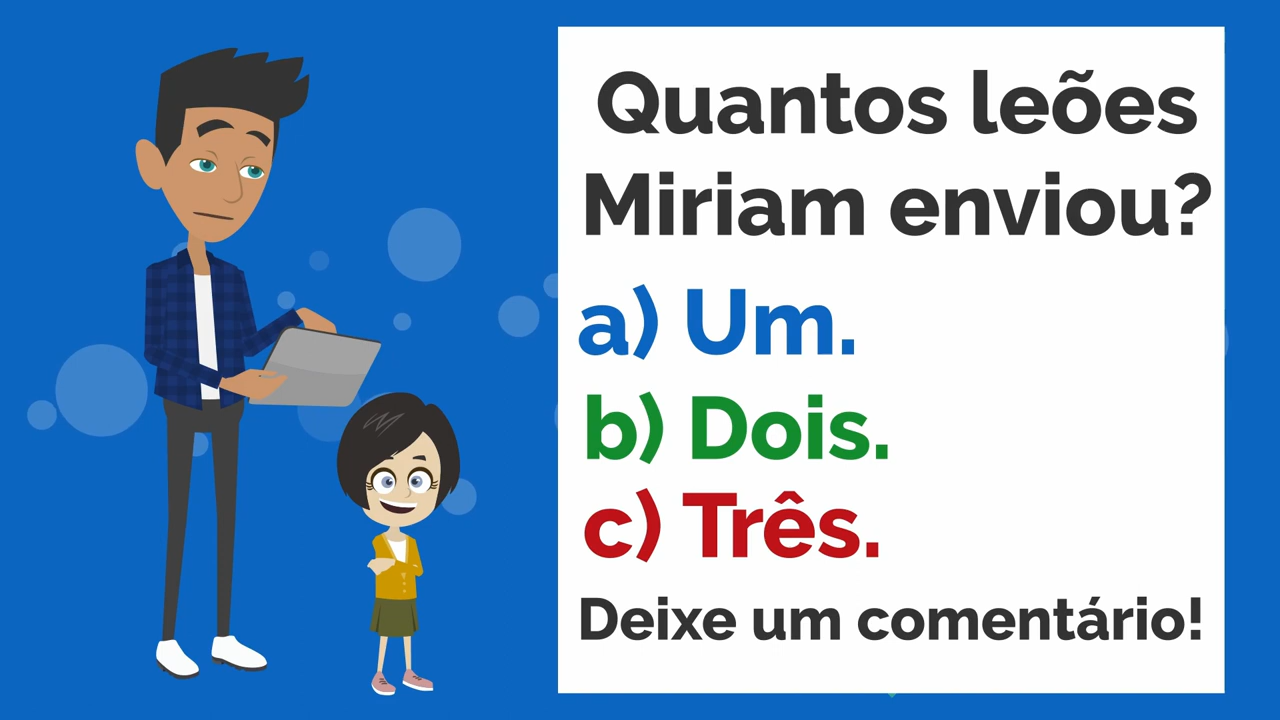 Quantos leões
Miriam enviou?
a) Um.
b) Dois.
c) Três.
Deixe um comentário!